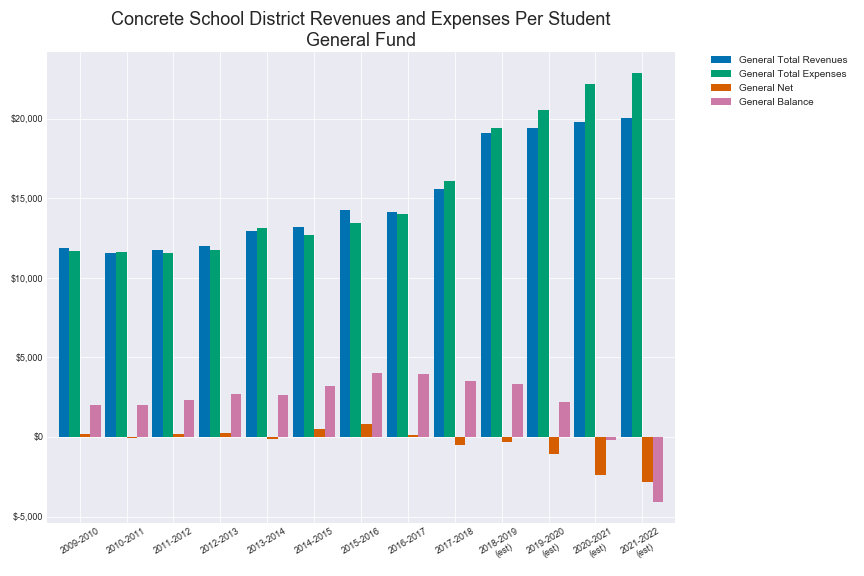 Concrete School District Revenues and Expenses Per Student
General Fund
General Total Revenues
General Total Expenses
General Net
General Balance
$20,000
$15,000
$10,000
$5,000
$0
$-5,000
2009-2010
2010-2011
2011-2012
2012-2013
2013-2014
2014-2015
2015-2016
2016-2017
2017-2018
2018-2019
(est)
2019-2020
(est)
2020-2021
(est)
2021-2022
(est)